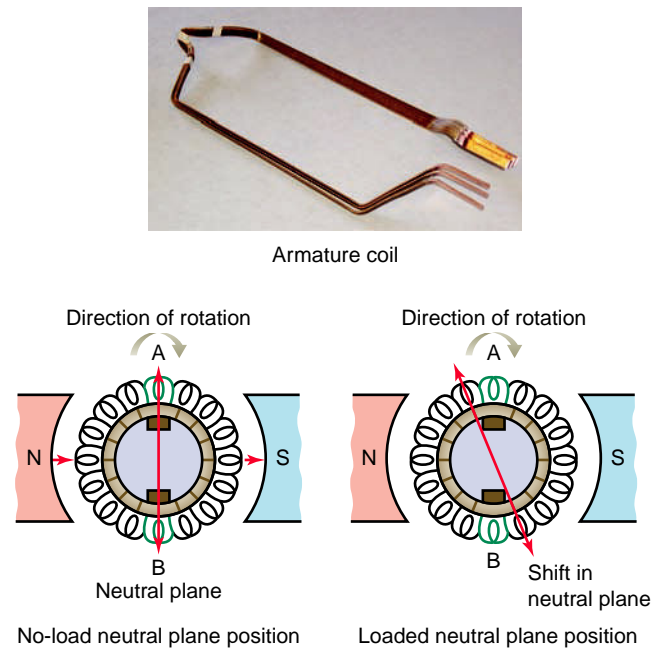 Armature coil
Direction of rotation
A
N
S
B
Neutral plane
No-load neutral plane position
Direction of rotation
A
N
S
B
Shift in
neutral plane
Loaded neutral plane position